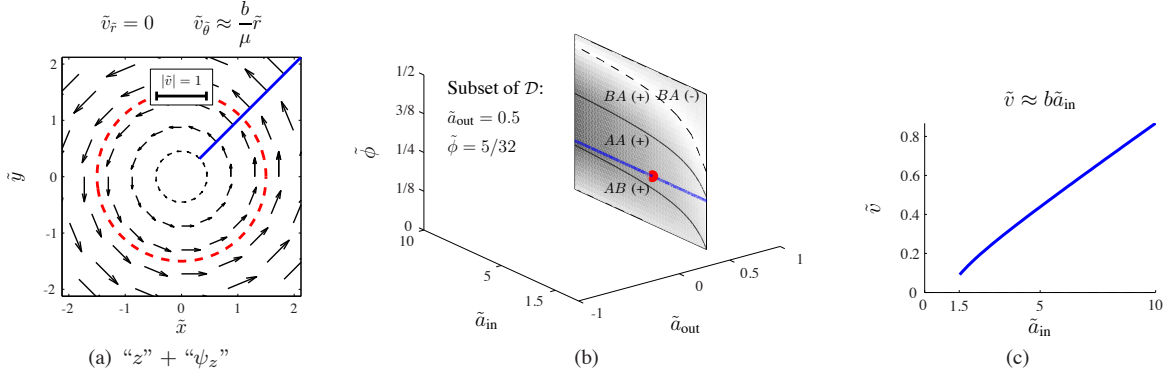 ṽ_r̃ = 0 ṽ_θ̃ ≈ b/μ r̃
|ṽ| = 1
2
1
0
-1
-2
ỹ
-2 -1 0 1 2
x̃
(a) “z” + “ψ_z”
1/2
3/8
1/4
1/8
0
ϕ̃
Subset of 𝒟:
ã_out = 0.5
ϕ̃ = 5/32
BA (+) BA (-)
AA (+)
AB (+)
10
5
1.5
ã_in
-1
0
0.5
1
ã_out
(b)
ṽ ≈ bã_in
0.8
0.6
0.4
0.2
0
ṽ
0 1.5 5 10
ã_in
(c)